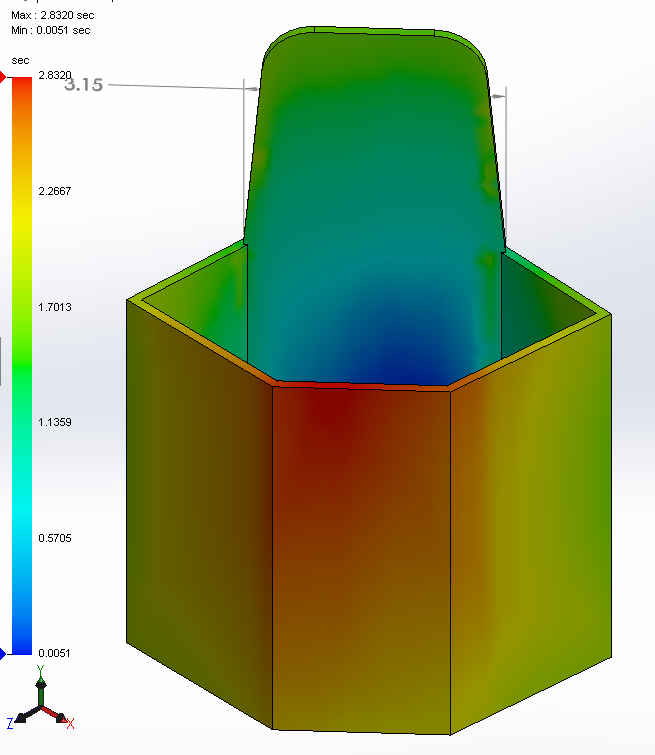 Max : 2.8320 sec
Min : 0.0051 sec
sec
2.8320
3.15
2.2667
1.7013
1.1359
0.5705
0.0051
Y
Z X